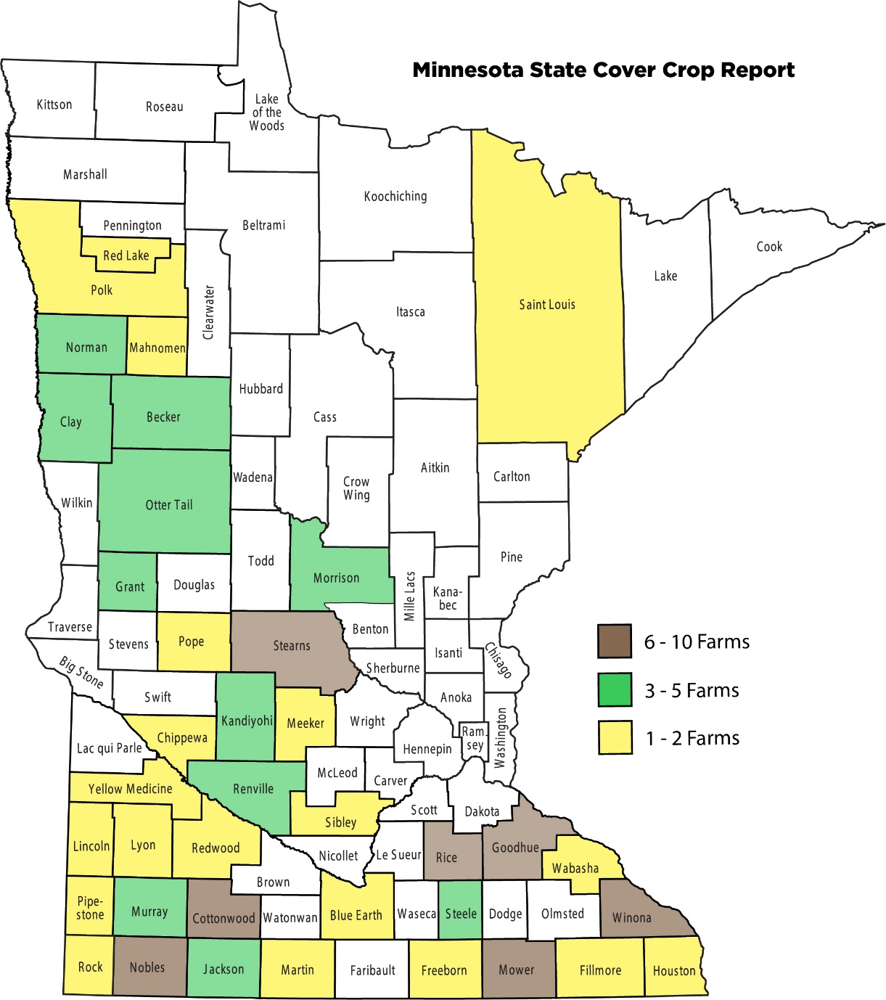 Minnesota State Cover Crop Report
Kittson
Roseau
Lake
of the
Woods
Marshall
Koochiching
Pennington
Beltrami
Red Lake
Cook
Lake
Polk
Clearwater
Itasca
Saint Louis
Norman
Mahnomen
Hubbard
Clay
Becker
Cass
Aitkin
Wadena
Carlton
Crow
Wing
Wilkin
Otter Tail
Todd
Pine
Grant
Douglas
Morrison
Mille Lacs
Kana-
bec
Traverse
Benton
Stevens
Pope
Stearns
Isanti
Chisago
6 - 10 Farms
Big Stone
Sherburne
Swift
Anoka
3 - 5 Farms
Kandiyohi
Meeker
Wright
Ram-
sey
Washington
Chippewa
1 - 2 Farms
Lac qui Parle
Hennepin
McLeod
Carver
Yellow Medicine
Renville
Scott
Dakota
Sibley
Lincoln
Lyon
Redwood
Nicollet
Le Sueur
Rice
Goodhue
Wabasha
Brown
Pipe-
stone
Murray
Cottonwood
Watonwan
Blue Earth
Waseca
Steele
Dodge
Olmsted
Winona
Rock
Nobles
Jackson
Martin
Faribault
Freeborn
Mower
Fillmore
Houston